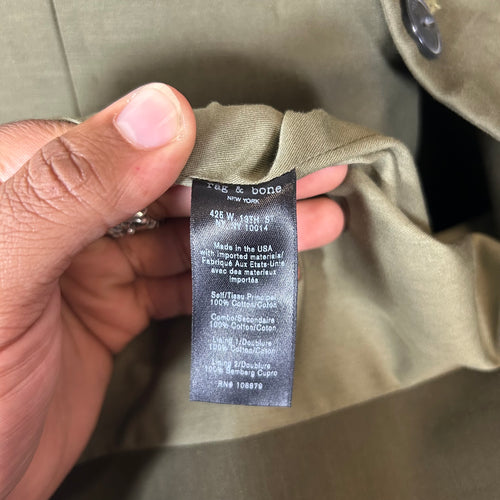 rag & bone
NEW YORK
425 W. 13TH ST
NY, NY 10014
Made in the USA
with imported materials/
Fabriqué Aux Etats-Unis
avec des materiaux
importés
Self/Tissu Principal
100% Cotton/Coton
Combo/Secondaire
100% Cotton/Coton
Lining 1/Doublure
100% Cotton/Coton
Lining 2/Doublure
100% Bemberg Cupro
RN# 108979